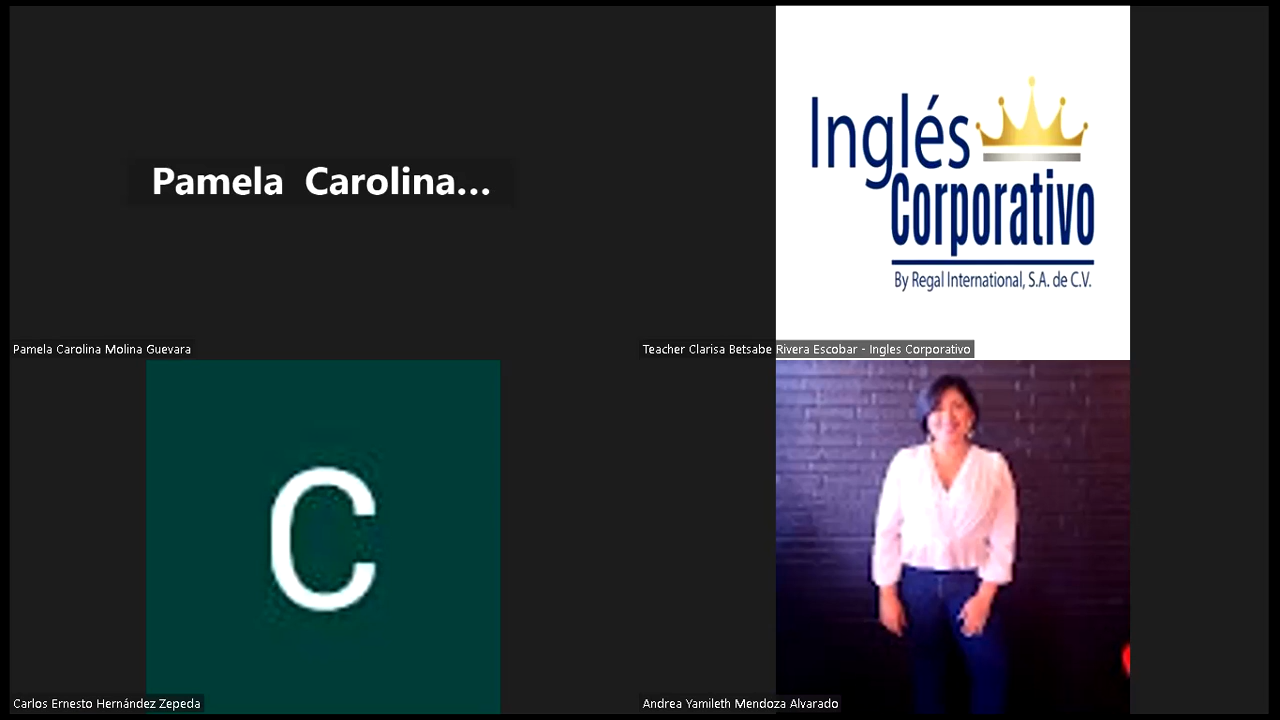 Pamela Carolina...
Pamela Carolina Molina Guevara
Inglés
Corporativo
By Regal International, S.A. de C.V.
Teacher Clarisa Betsabe Rivera Escobar - Ingles Corporativo
C
Carlos Ernesto Hernández Zepeda
Andrea Yamileth Mendoza Alvarado